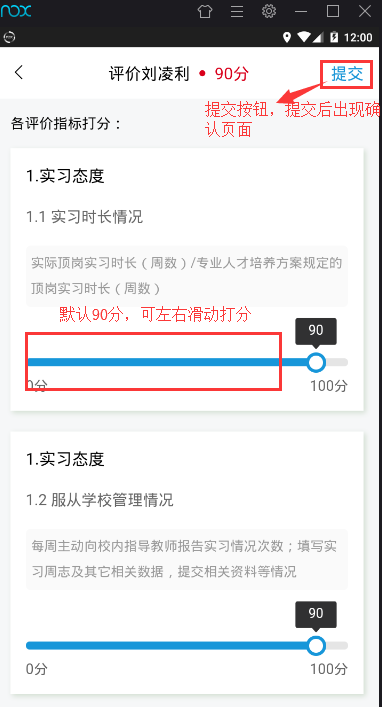 nox
12:00
评价刘凌利 • 90分 提交
提交按钮，提交后出现确
认页面
各评价指标打分：
1.实习态度
1.1 实习时长情况
实际顶岗实习时长（周数）/专业人才培养方案规定的
顶岗实习时长（周数）
默认90分，可左右滑动打分
90
0分 100分
1.实习态度
1.2 服从学校管理情况
每周主动向校内指导教师报告实习情况次数；填写实
习周志及其它相关数据，提交相关资料等情况
90
0分 100分